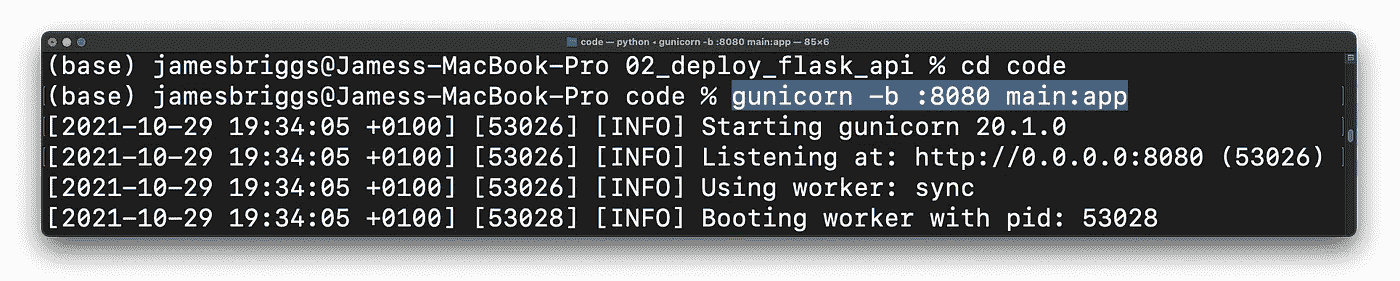 code — python • gunicorn -b :8080 main:app — 85×6
(base) jamesbriggs@Jamess-MacBook-Pro 02_deploy_flask_api % cd code
(base) jamesbriggs@Jamess-MacBook-Pro code % gunicorn -b :8080 main:app
[2021-10-29 19:34:05 +0100] [53026] [INFO] Starting gunicorn 20.1.0
[2021-10-29 19:34:05 +0100] [53026] [INFO] Listening at: http://0.0.0.0:8080 (53026)
[2021-10-29 19:34:05 +0100] [53026] [INFO] Using worker: sync
[2021-10-29 19:34:05 +0100] [53028] [INFO] Booting worker with pid: 53028